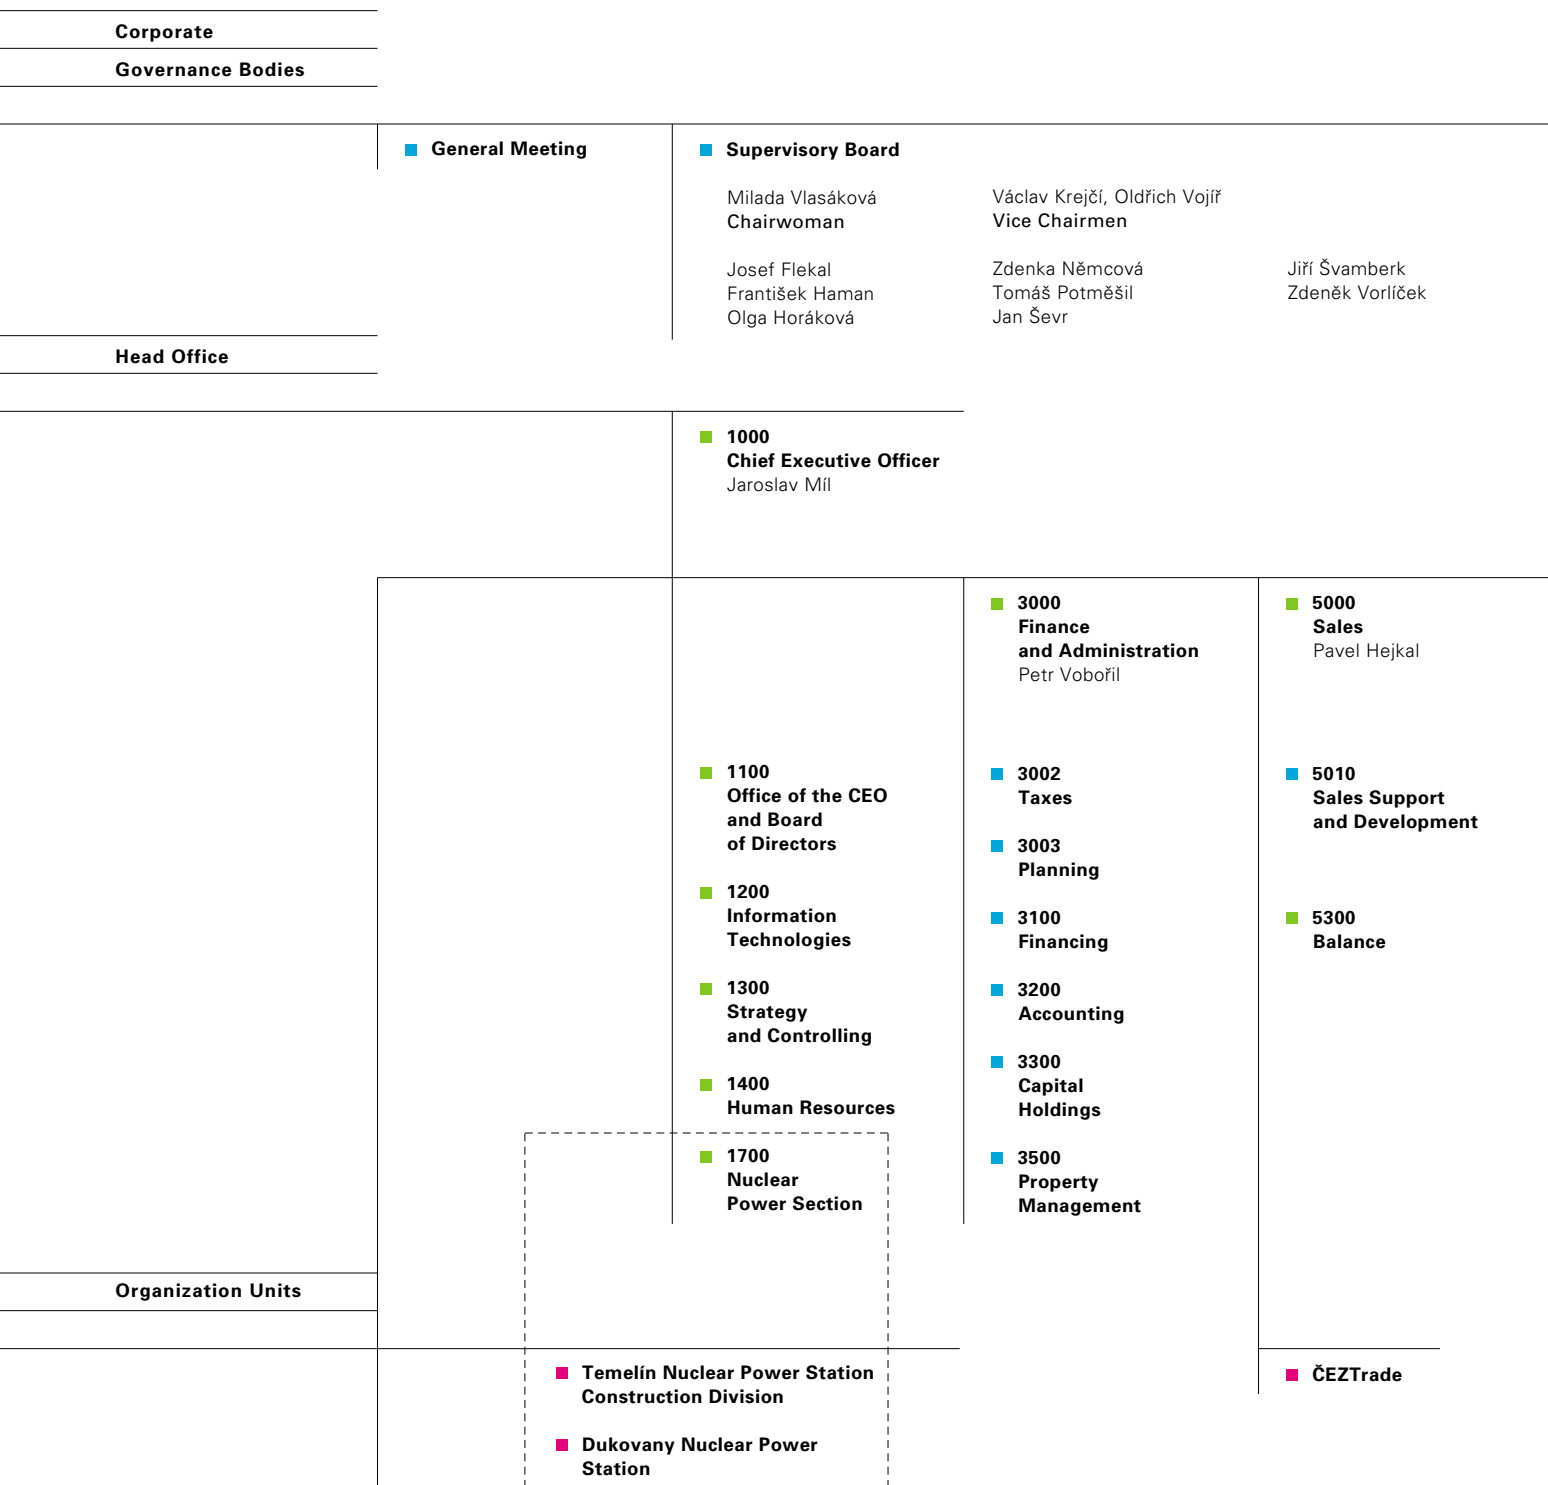 Corporate
Governance Bodies
General Meeting
Supervisory Board
Milada Vlasáková
Chairwoman
Václav Krejčí, Oldřich Vojíř
Vice Chairmen
Josef Flekal
František Haman
Olga Horáková
Zdenka Němcová
Tomáš Potměšil
Jan Ševr
Jiří Švamberk
Zdeněk Vorlíček
Head Office
1000
Chief Executive Officer
Jaroslav Míl
3000
Finance
and Administration
Petr Vobořil
5000
Sales
Pavel Hejkal
1100
Office of the CEO
and Board
of Directors
1200
Information
Technologies
1300
Strategy
and Controlling
1400
Human Resources
1700
Nuclear
Power Section
3002
Taxes
3003
Planning
3100
Financing
3200
Accounting
3300
Capital
Holdings
3500
Property
Management
5010
Sales Support
and Development
5300
Balance
Organization Units
Temelín Nuclear Power Station
Construction Division
Dukovany Nuclear Power
Station
ČEZTrade